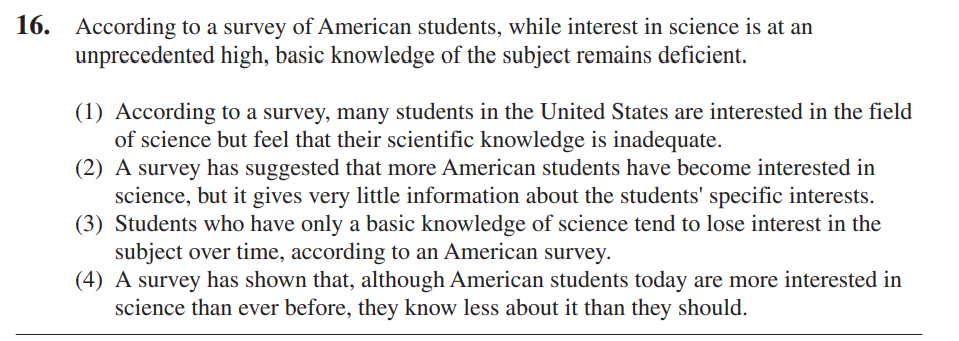 16. According to a survey of American students, while interest in science is at an
unprecedented high, basic knowledge of the subject remains deficient.
(1) According to a survey, many students in the United States are interested in the field
of science but feel that their scientific knowledge is inadequate.
(2) A survey has suggested that more American students have become interested in
science, but it gives very little information about the students' specific interests.
(3) Students who have only a basic knowledge of science tend to lose interest in the
subject over time, according to an American survey.
(4) A survey has shown that, although American students today are more interested in
science than ever before, they know less about it than they should.